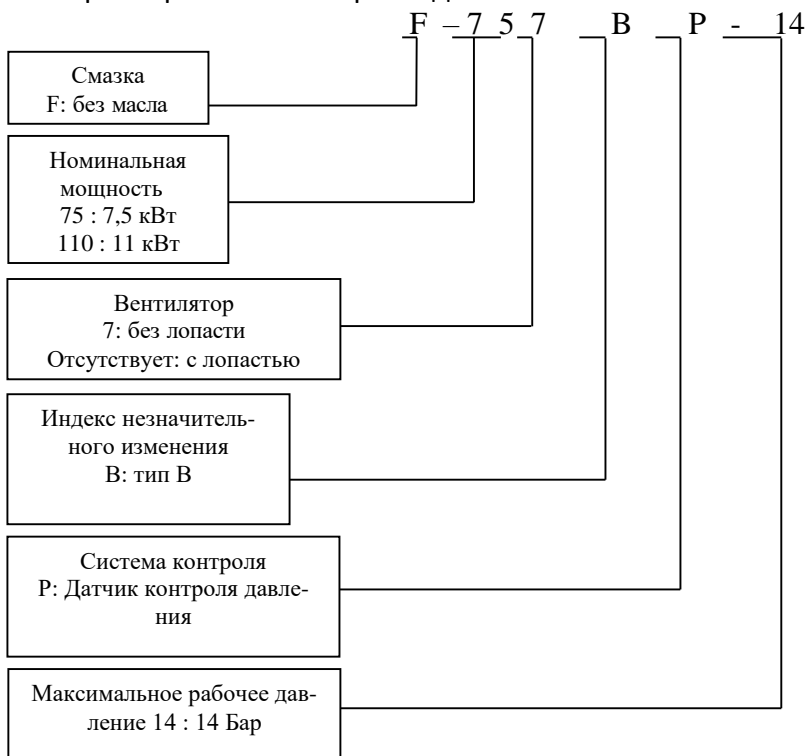 F – 7 5 7 B P - 14
Смазка
F: без масла
Номинальная
мощность
75 : 7,5 кВт
110 : 11 кВт
Вентилятор
7: без лопасти
Отсутствует: с лопастью
Индекс незначитель-
ного изменения
B: тип B
Система контроля
P: Датчик контроля давле-
ния
Максимальное рабочее дав-
ление 14 : 14 Бар